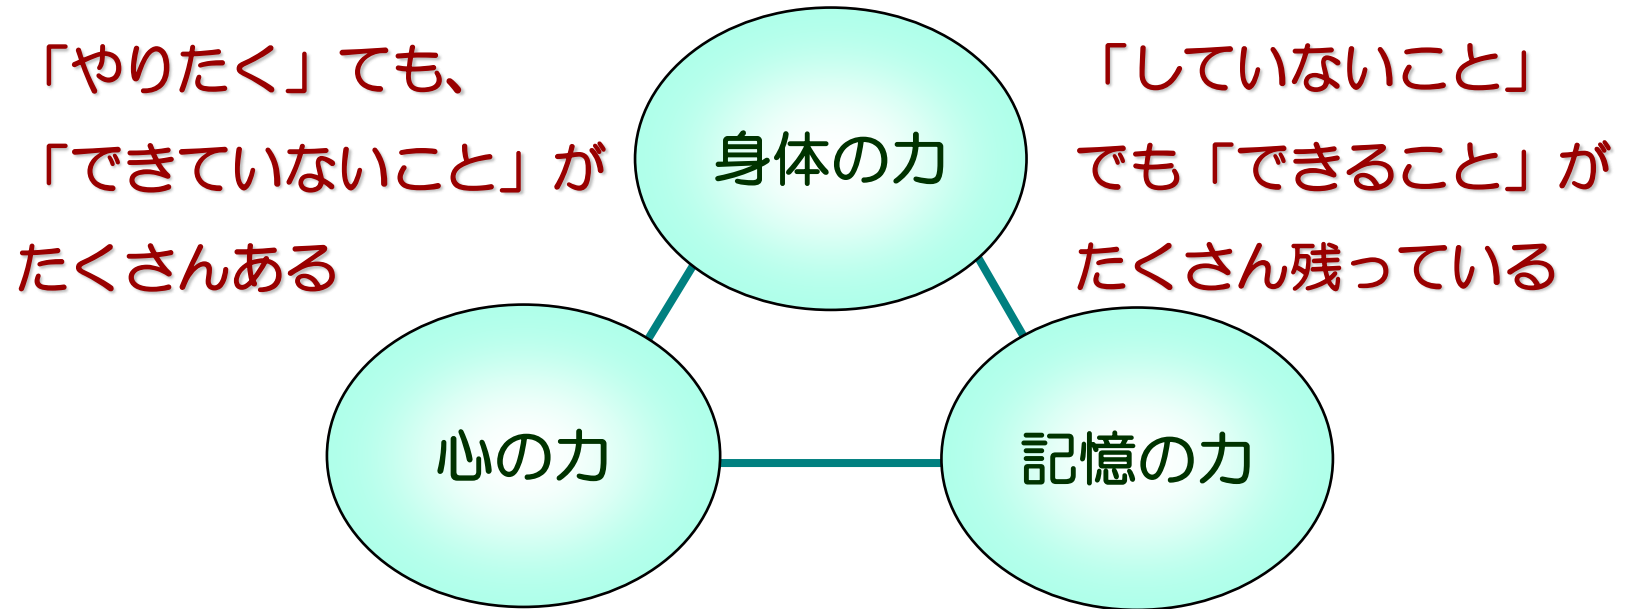 「やりたく」ても、
「できていないこと」が
たくさんある
身体の力
「していないこと」
でも「できること」が
たくさん残っている
心の力
記憶の力